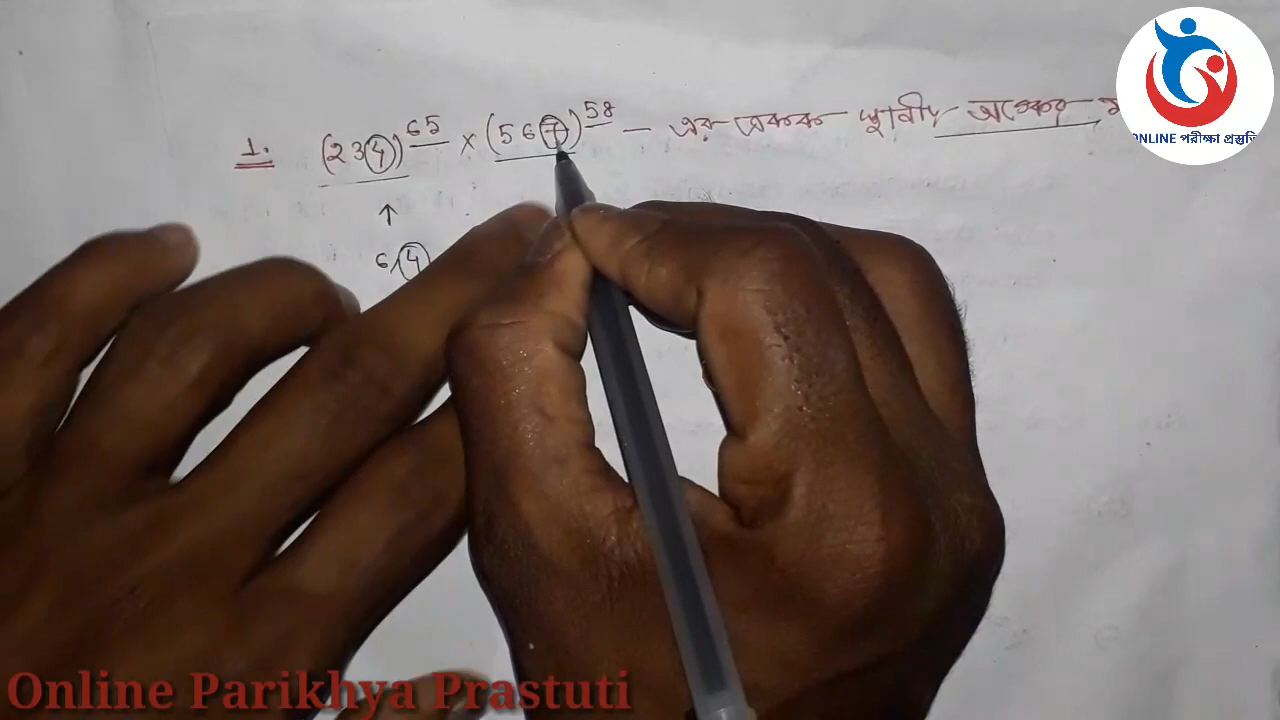 1. (234)^65 × (567)^58 — এর একক স্থানীয় অঙ্কের
↑
6, 4
ONLINE পরীক্ষা প্রস্তুতি
Online Parikhya Prastuti